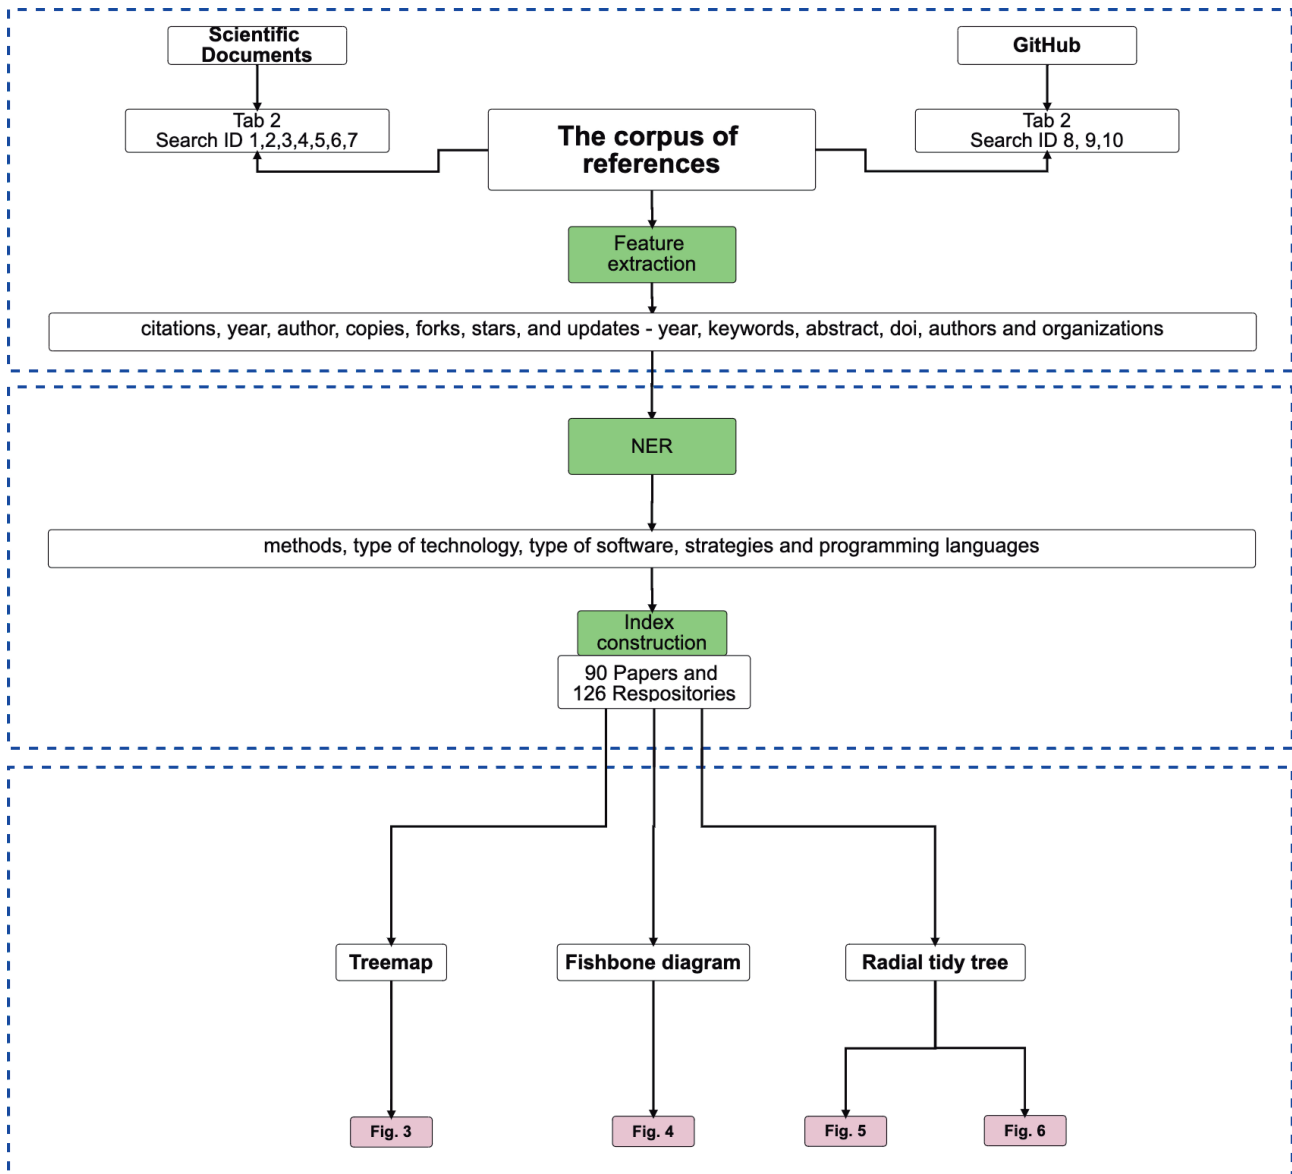 Scientific
Documents
GitHub
Tab 2
Search ID 1,2,3,4,5,6,7
The corpus of
references
Tab 2
Search ID 8, 9,10
Feature
extraction
citations, year, author, copies, forks, stars, and updates - year, keywords, abstract, doi, authors and organizations
NER
methods, type of technology, type of software, strategies and programming languages
Index
construction
90 Papers and
126 Respositories
Treemap
Fishbone diagram
Radial tidy tree
Fig. 3
Fig. 4
Fig. 5
Fig. 6